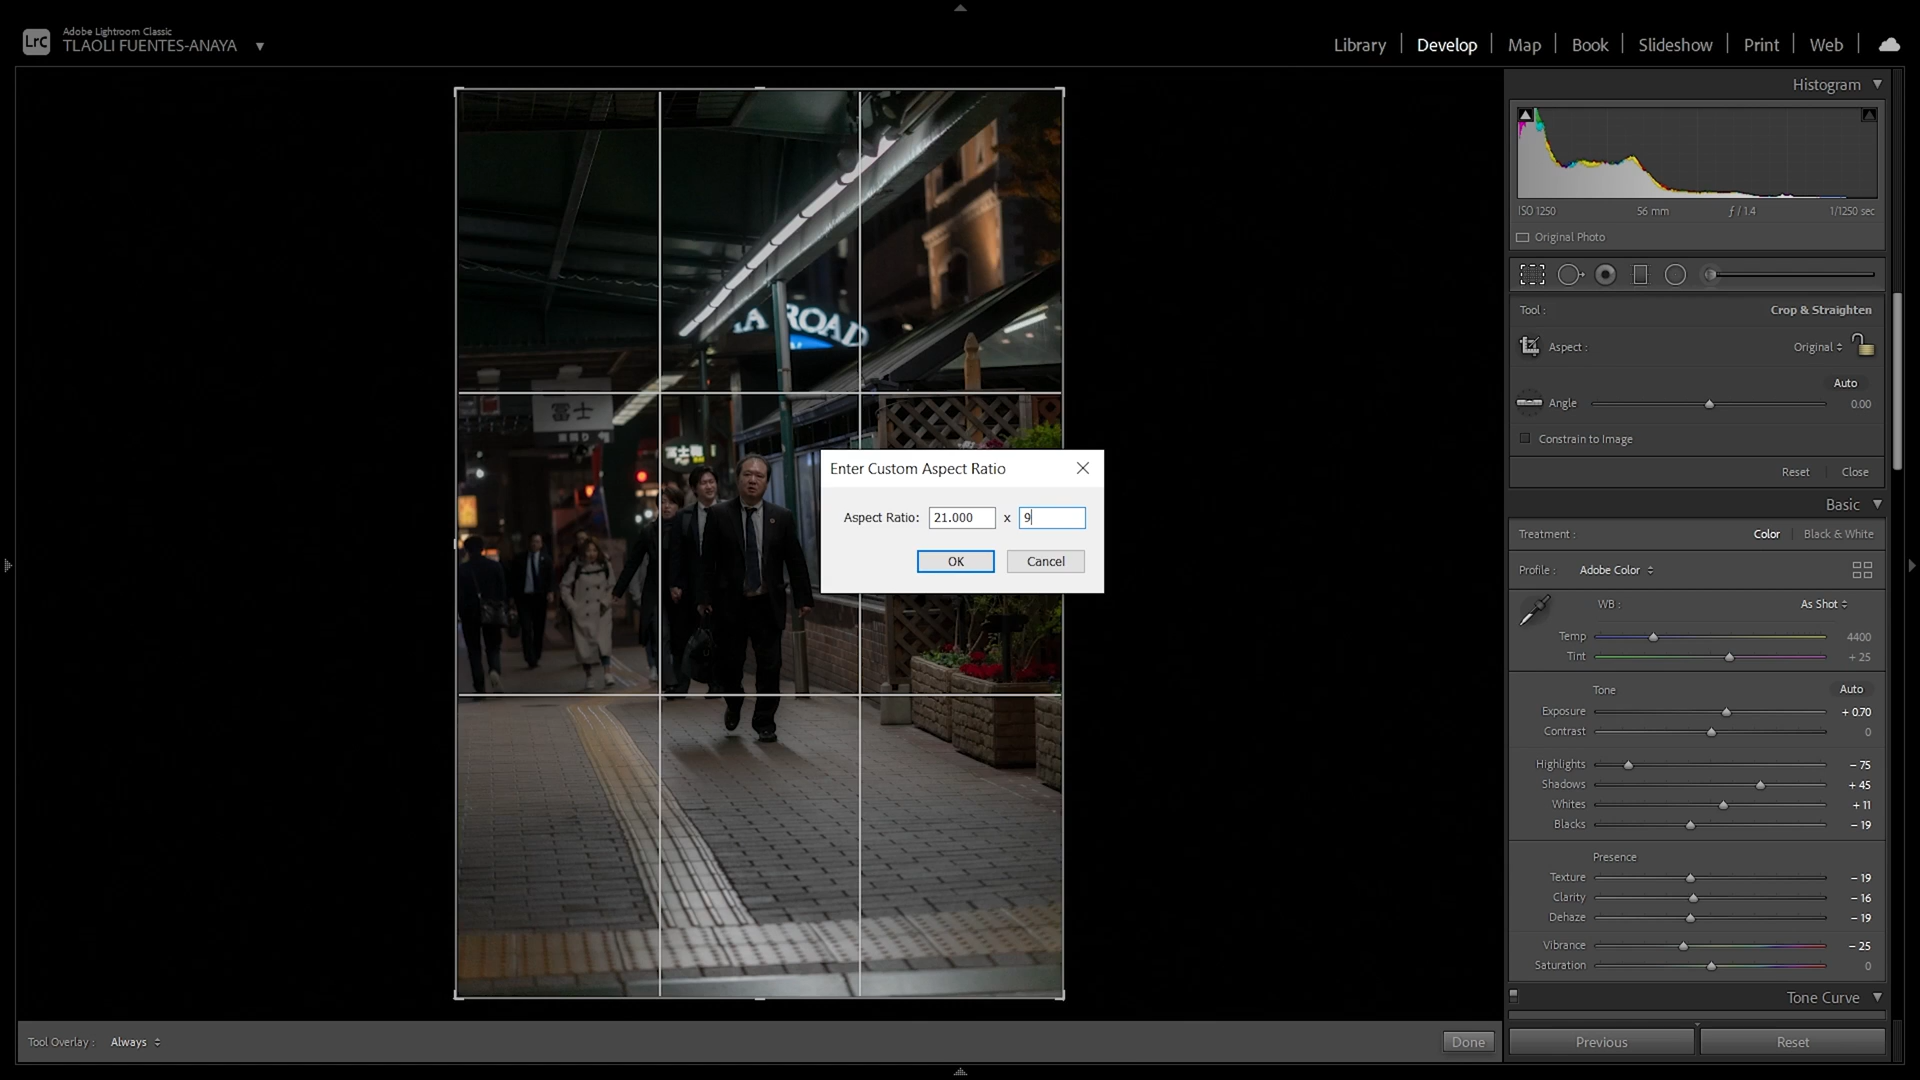 Adobe Lightroom Classic
LrC
TLAOLI FUENTES-ANAYA
Library
Develop
Map
Book
Slideshow
Print
Web
Histogram
ISO 1250
56 mm
ƒ / 1.4
1/1250 sec
Original Photo
Tool :
Crop & Straighten
Aspect :
Original
Auto
Angle
0.00
Constrain to Image
Reset
Close
Basic
Treatment :
Color
Black & White
Profile :
Adobe Color
WB :
As Shot
Temp
4400
Tint
+ 25
Tone
Auto
Exposure
+ 0.70
Contrast
0
Highlights
– 75
Shadows
+ 45
Whites
+ 11
Blacks
– 19
Presence
Texture
– 19
Clarity
– 16
Dehaze
– 19
Vibrance
– 25
Saturation
0
Tone Curve
Previous
Reset
A ROAD
富士
富士
Enter Custom Aspect Ratio
Aspect Ratio:
21.000
x
9
OK
Cancel
Tool Overlay :
Always
Done